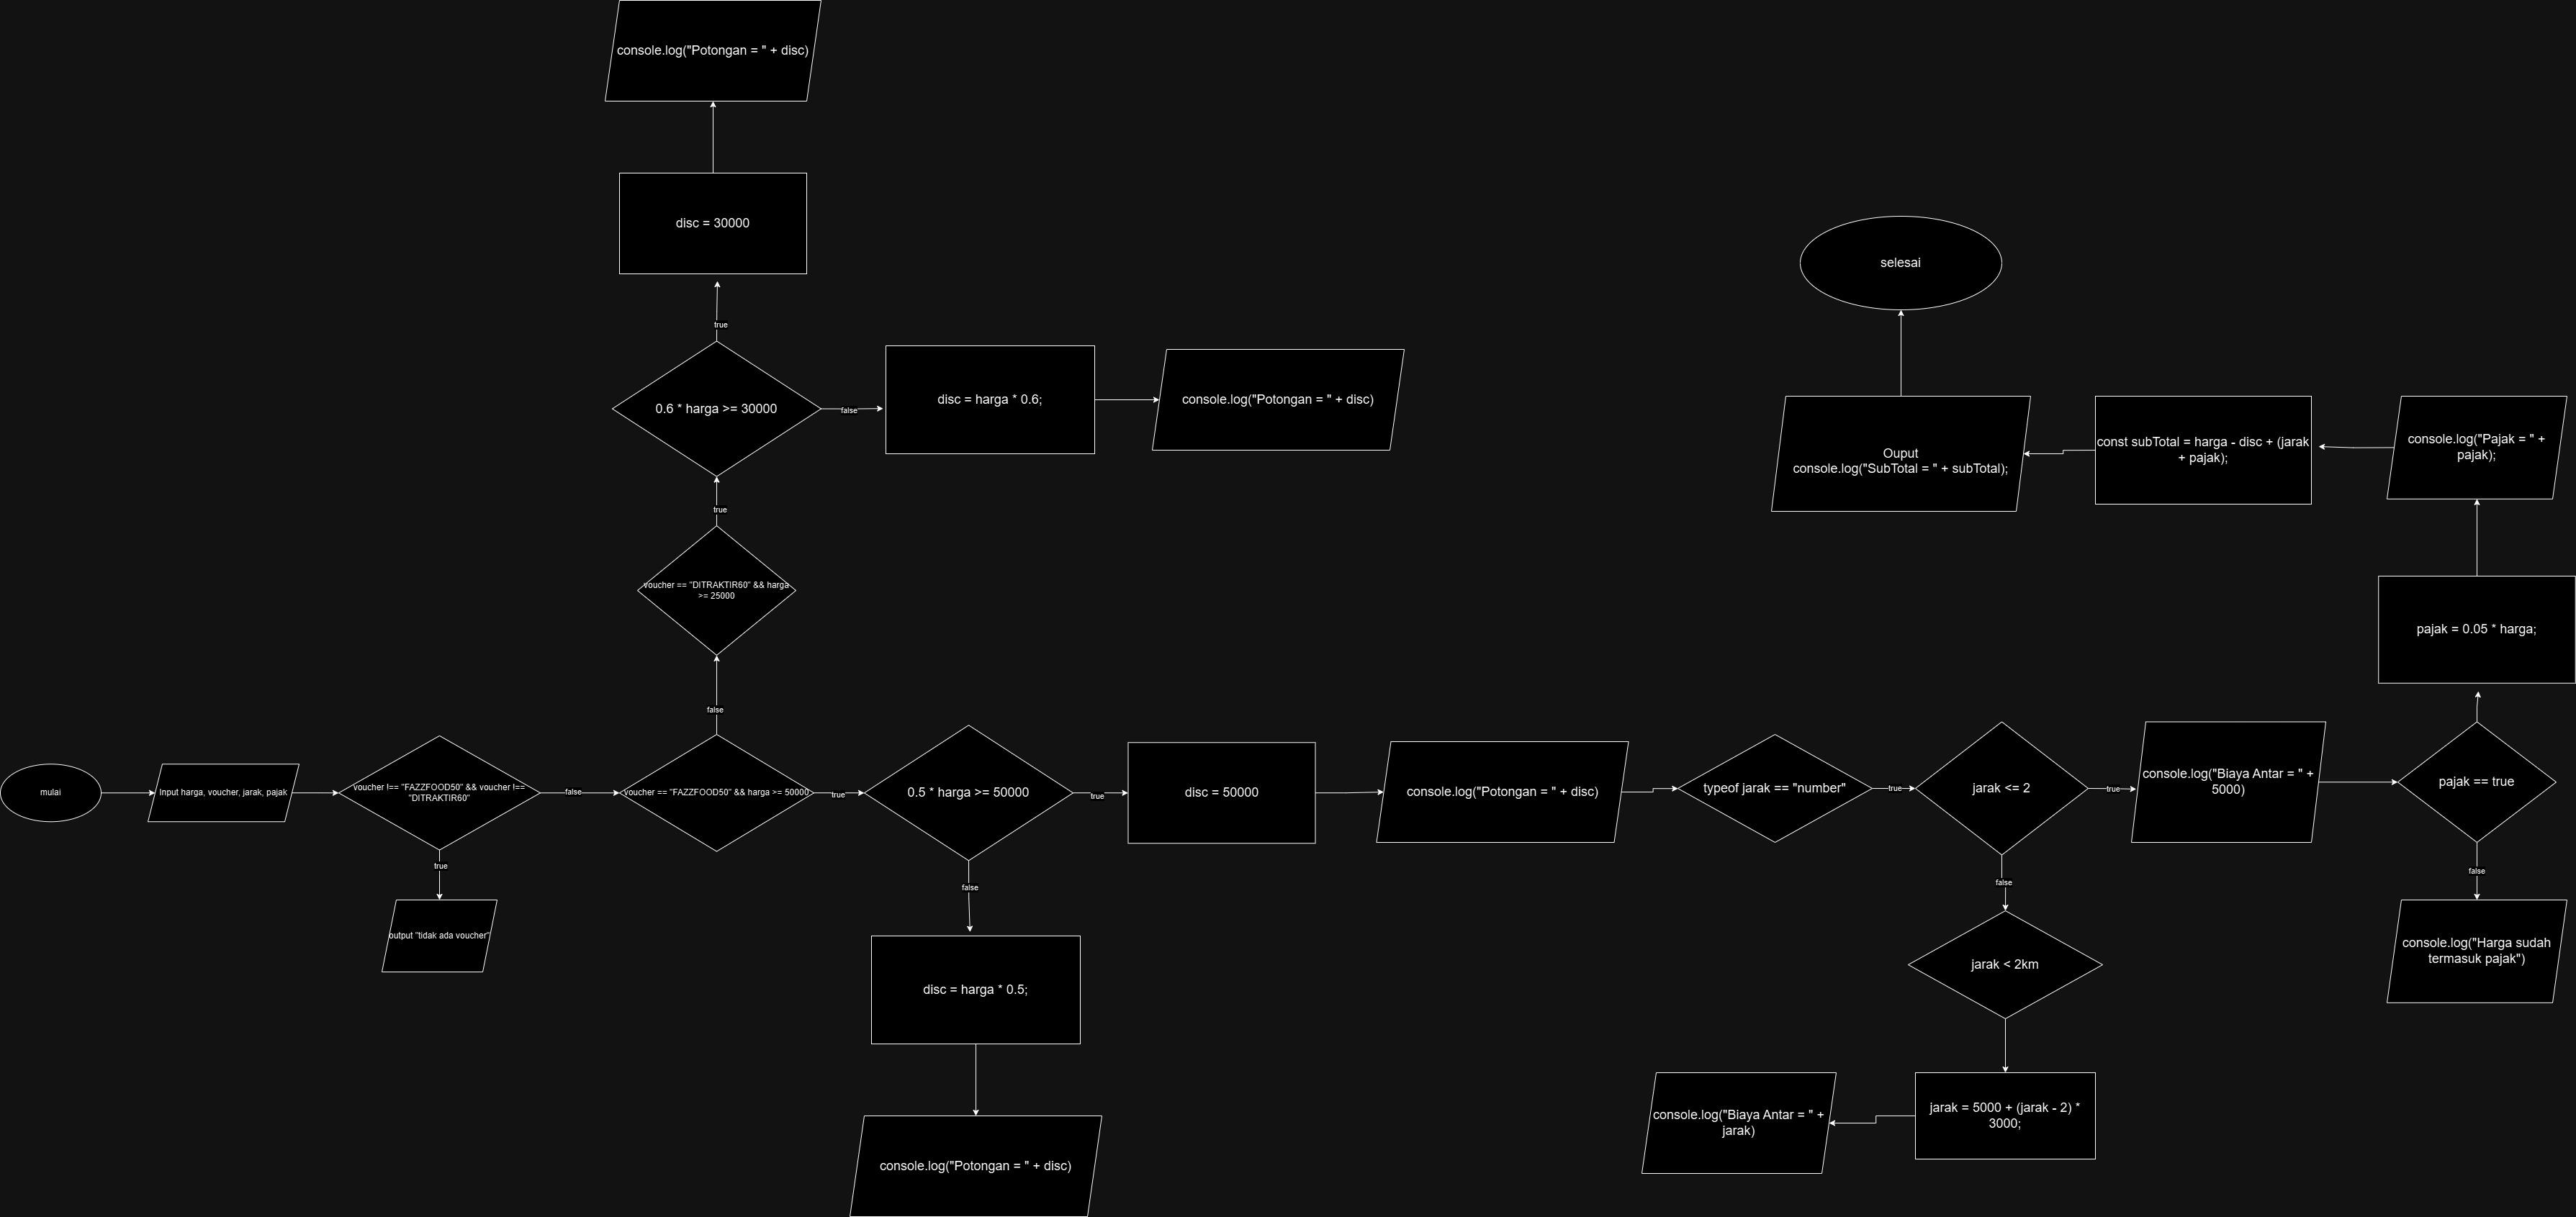 console.log("Potongan = " + disc)
disc = 30000
true
0.6 * harga >= 30000
false
disc = harga * 0.6;
console.log("Potongan = " + disc)
true
voucher == "DITRAKTIR60" && harga
>= 25000
false
mulai
Input harga, voucher, jarak, pajak
voucher !== "FAZZFOOD50" && voucher !==
"DITRAKTIR60"
true
output "tidak ada voucher"
false
voucher == "FAZZFOOD50" && harga >= 50000
true
0.5 * harga >= 50000
false
disc = harga * 0.5;
console.log("Potongan = " + disc)
true
disc = 50000
console.log("Potongan = " + disc)
typeof jarak == "number"
true
jarak <= 2
false
jarak < 2km
jarak = 5000 + (jarak - 2) *
3000;
console.log("Biaya Antar = " +
jarak)
true
console.log("Biaya Antar = " +
5000)
pajak == true
false
console.log("Harga sudah
termasuk pajak")
pajak = 0.05 * harga;
console.log("Pajak = " +
pajak);
const subTotal = harga - disc + (jarak
+ pajak);
Ouput
console.log("SubTotal = " + subTotal);
selesai